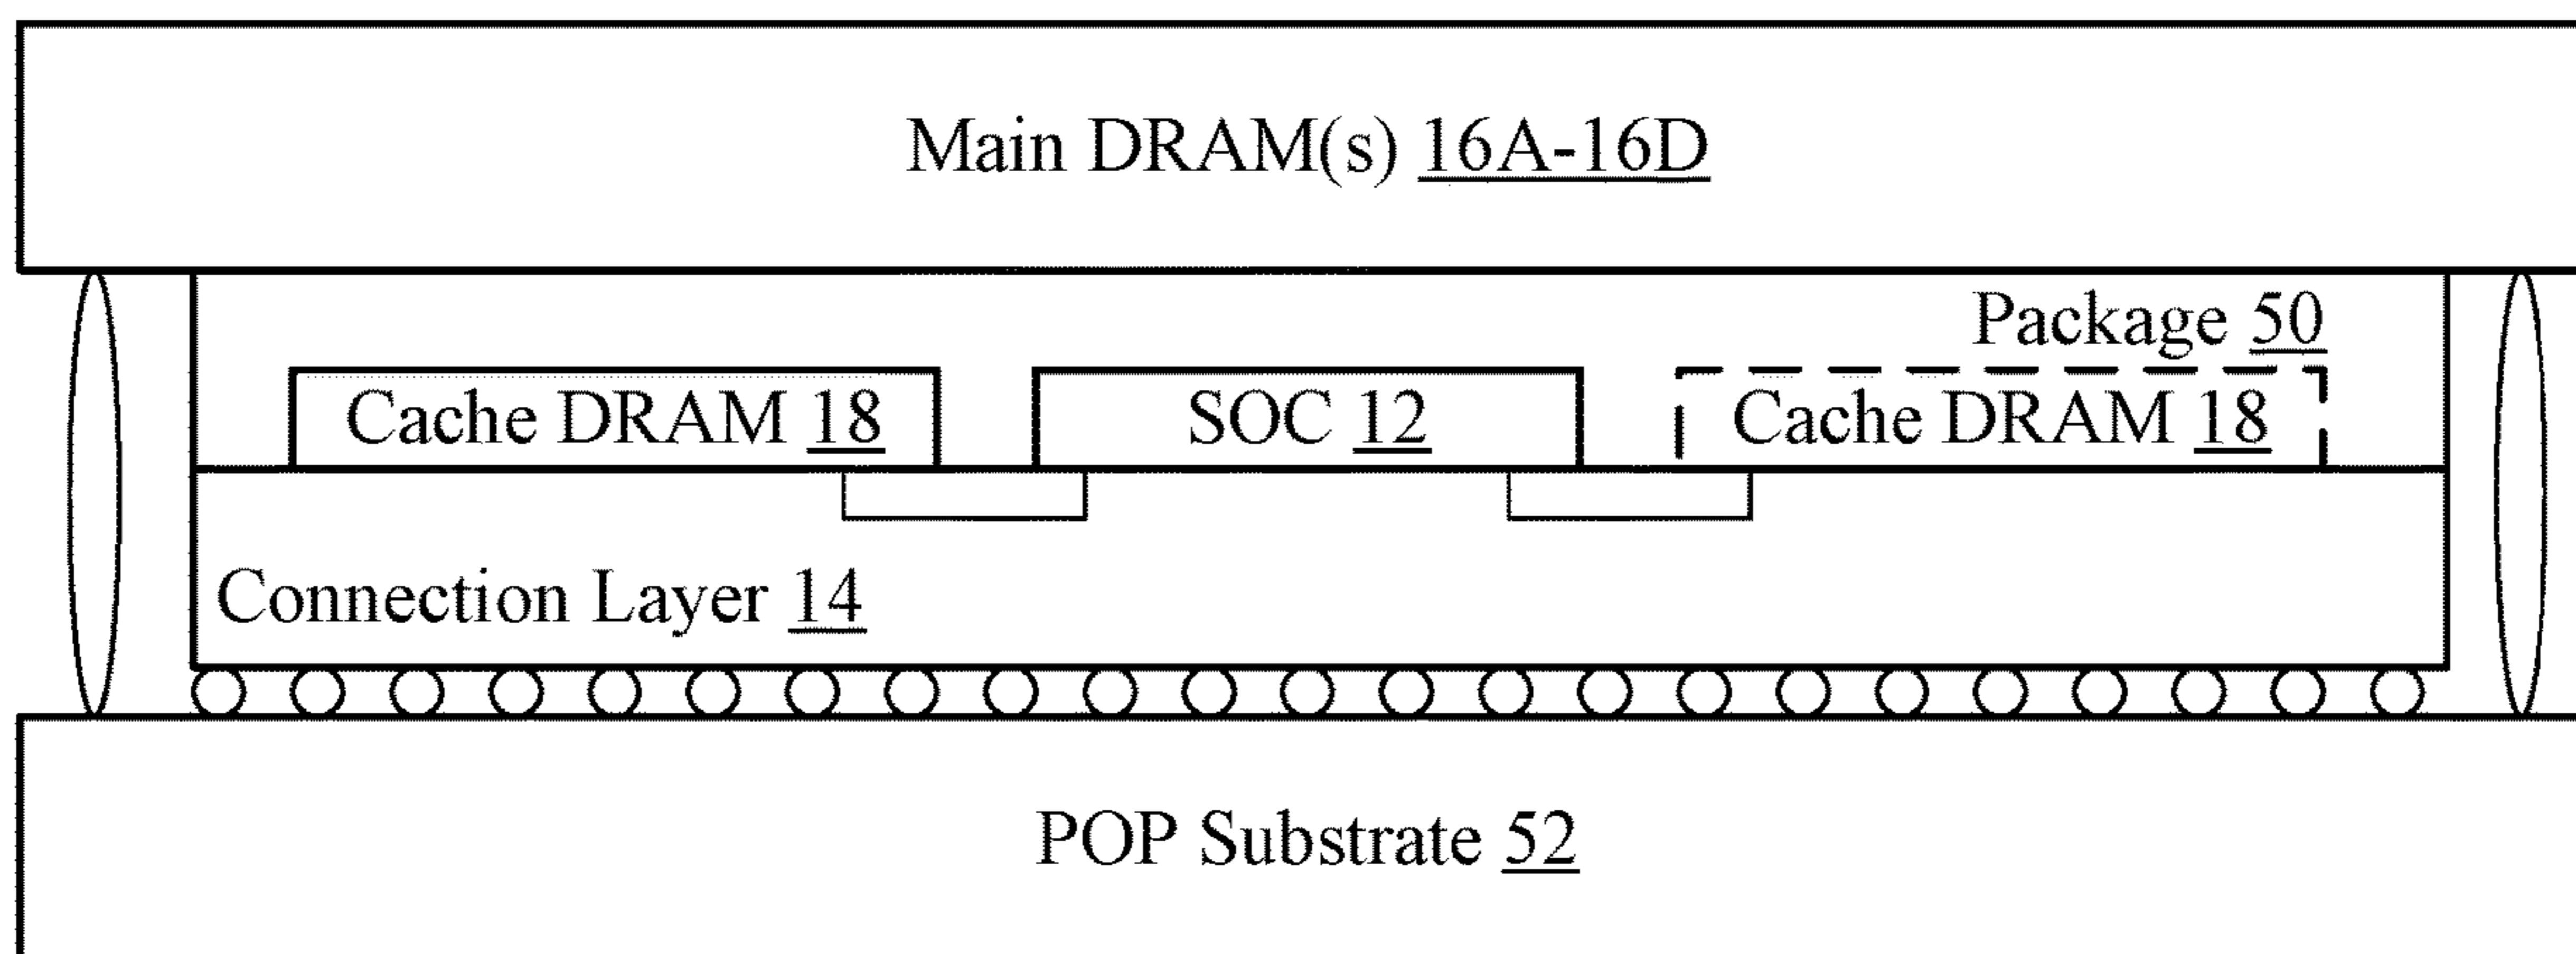 Main DRAM(s) 16A-16D
Package 50
Cache DRAM 18
SOC 12
Cache DRAM 18
Connection Layer 14
POP Substrate 52